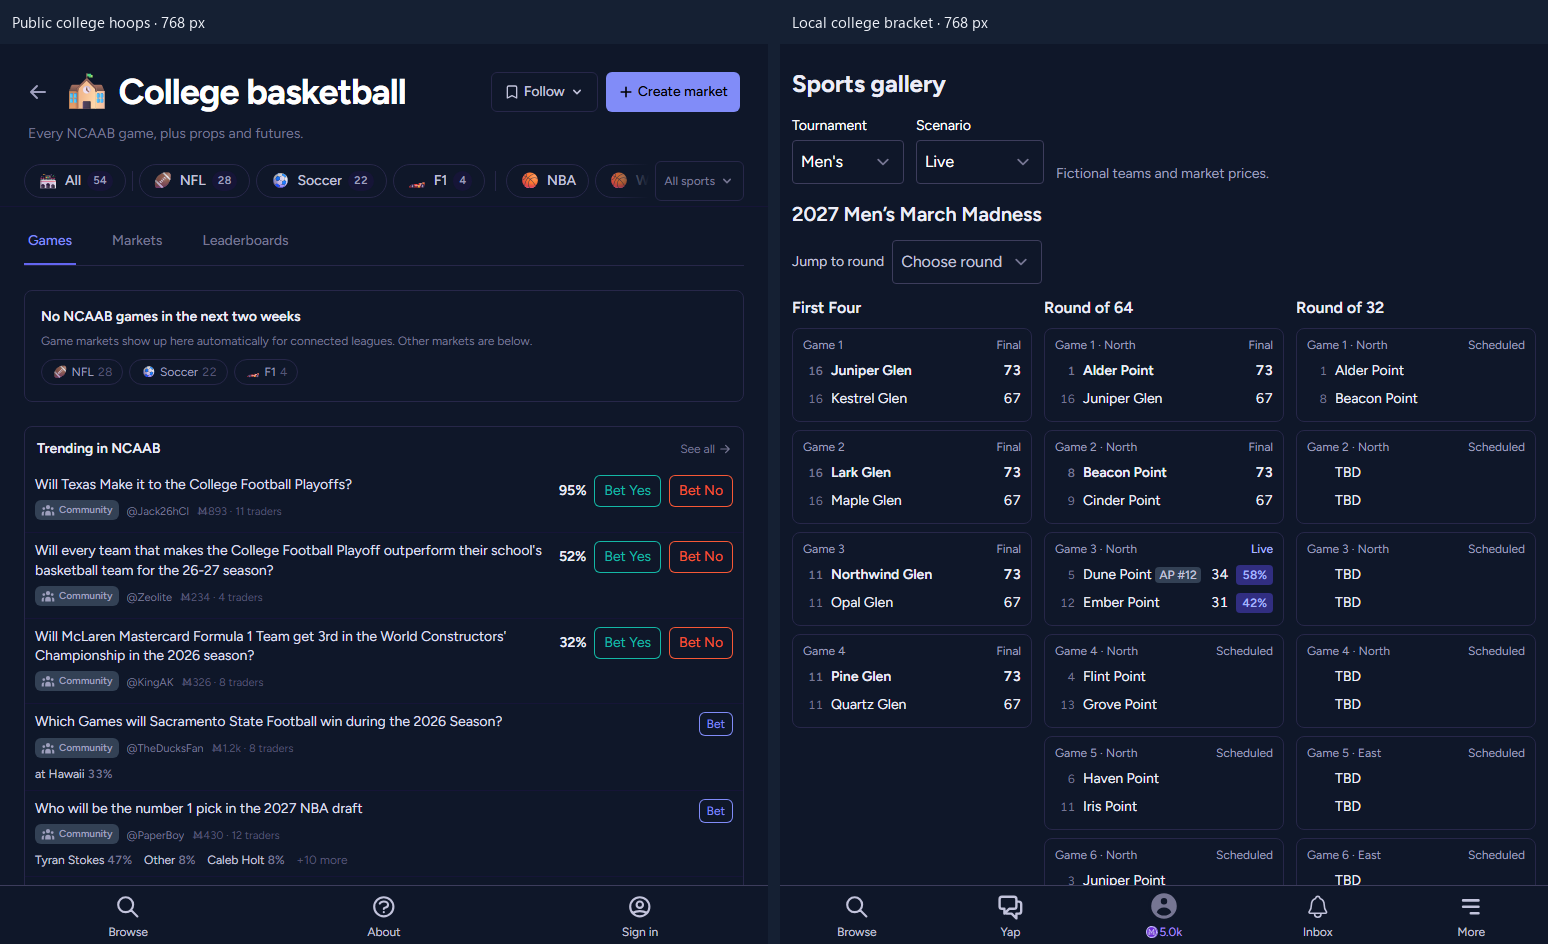 Public college hoops · 768 px
College basketball
Follow
+ Create market
Every NCAAB game, plus props and futures.
All 54
NFL 28
Soccer 22
F1 4
NBA
W
All sports
Games
Markets
Leaderboards
No NCAAB games in the next two weeks
Game markets show up here automatically for connected leagues. Other markets are below.
NFL 28
Soccer 22
F1 4
Trending in NCAAB
See all →
Will Texas Make it to the College Football Playoffs?
95%
Bet Yes
Bet No
Community @Jack26hCl M893 · 11 traders
Will every team that makes the College Football Playoff outperform their school's
basketball team for the 26-27 season?
52%
Bet Yes
Bet No
Community @Zeolite M234 · 4 traders
Will McLaren Mastercard Formula 1 Team get 3rd in the World Constructors'
Championship in the 2026 season?
32%
Bet Yes
Bet No
Community @KingAK M326 · 8 traders
Which Games will Sacramento State Football win during the 2026 Season?
Bet
Community @TheDucksFan M1.2k · 8 traders
at Hawaii 33%
Who will be the number 1 pick in the 2027 NBA draft
Bet
Community @PaperBoy M430 · 12 traders
Tyran Stokes 47% Other 8% Caleb Holt 8% +10 more
Browse
About
Sign in
Local college bracket · 768 px
Sports gallery
Tournament
Scenario
Men's
Live
Fictional teams and market prices.
2027 Men’s March Madness
Jump to round
Choose round
First Four
Game 1 Final
16 Juniper Glen 73
16 Kestrel Glen 67
Game 2 Final
16 Lark Glen 73
16 Maple Glen 67
Game 3 Final
11 Northwind Glen 73
11 Opal Glen 67
Game 4 Final
11 Pine Glen 73
11 Quartz Glen 67
Round of 64
Game 1 · North Final
1 Alder Point 73
16 Juniper Glen 67
Game 2 · North Final
8 Beacon Point 73
9 Cinder Point 67
Game 3 · North Live
5 Dune Point AP #12 34 58%
12 Ember Point 31 42%
Game 4 · North Scheduled
4 Flint Point
13 Grove Point
Game 5 · North Scheduled
6 Haven Point
11 Iris Point
Game 6 · North Scheduled
3 Juniper Point
Round of 32
Game 1 · North Scheduled
1 Alder Point
8 Beacon Point
Game 2 · North Scheduled
TBD
TBD
Game 3 · North Scheduled
TBD
TBD
Game 4 · North Scheduled
TBD
TBD
Game 5 · East Scheduled
TBD
TBD
Game 6 · East Scheduled
TBD
Browse
Yap
M 5.0k
Inbox
More